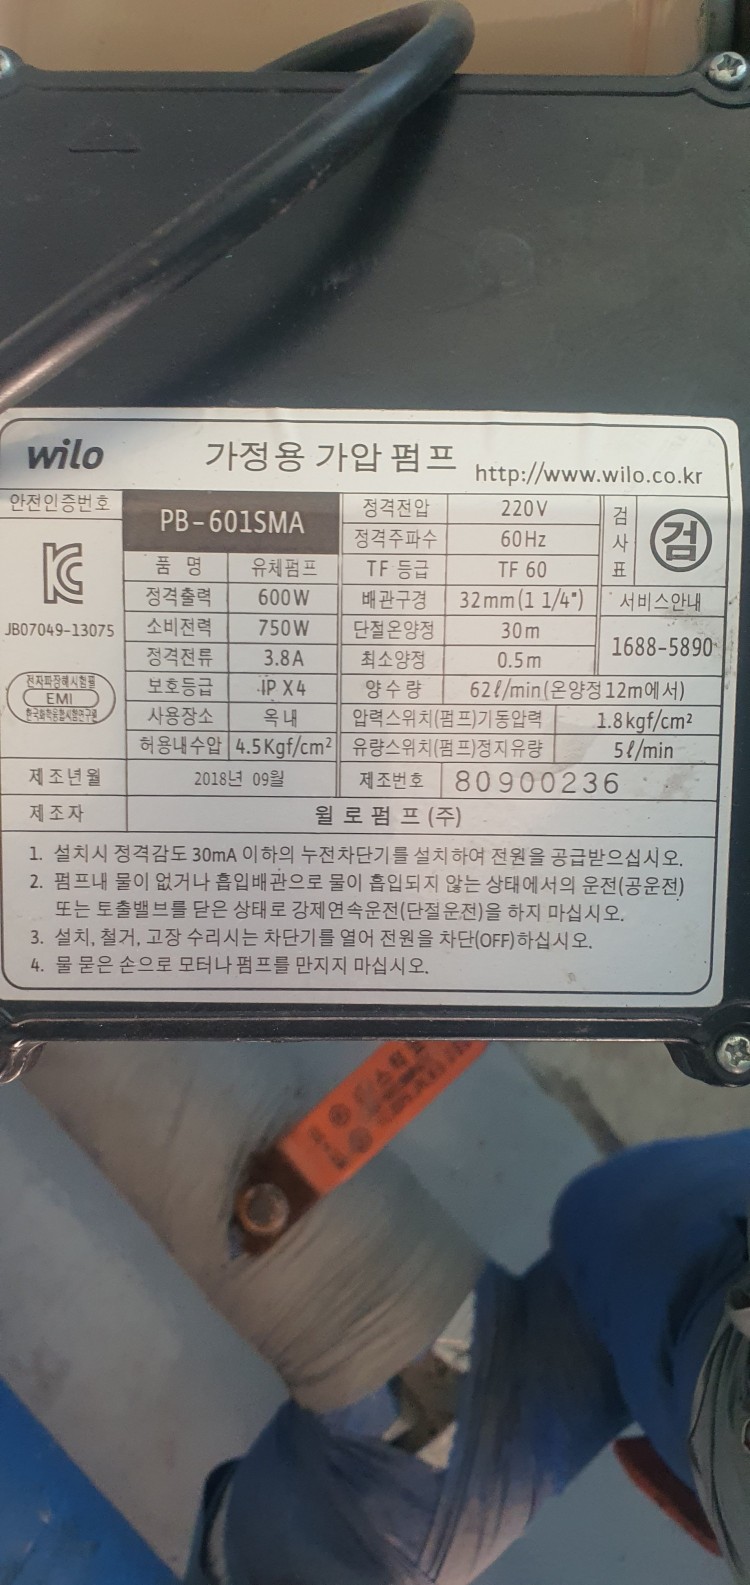 wilo 가정용 가압 펌프 http://www.wilo.co.kr
안전인증번호
JB07049-13075
전자파장해시험필
EMI
PB-601SMA
품 명 유체펌프
정격출력 600W
소비전력 750W
정격전류 3.8A
보호등급 IP X4
사용장소 옥내
허용내수압 4.5Kgf/cm²
정격전압 220V
정격주파수 60Hz
TF 등급 TF 60
배관구경 32mm(1 1/4")
단절온양정 30m
최소양정 0.5m
양수량 62ℓ/min(온양정12m에서)
압력스위치(펌프)기동압력 1.8kgf/cm²
유량스위치(펌프)정지유량 5ℓ/min
검사표 검
서비스안내
1688-5890
제조년월 2018년 09월 제조번호 80900236
제조자 윌로펌프(주)
1. 설치시 정격감도 30mA 이하의 누전차단기를 설치하여 전원을 공급받으십시오.
2. 펌프내 물이 없거나 흡입배관으로 물이 흡입되지 않는 상태에서의 운전(공운전)
또는 토출밸브를 닫은 상태로 강제연속운전(단절운전)을 하지 마십시오.
3. 설치, 철거, 고장 수리시는 차단기를 열어 전원을 차단(OFF)하십시오.
4. 물 묻은 손으로 모터나 펌프를 만지지 마십시오.